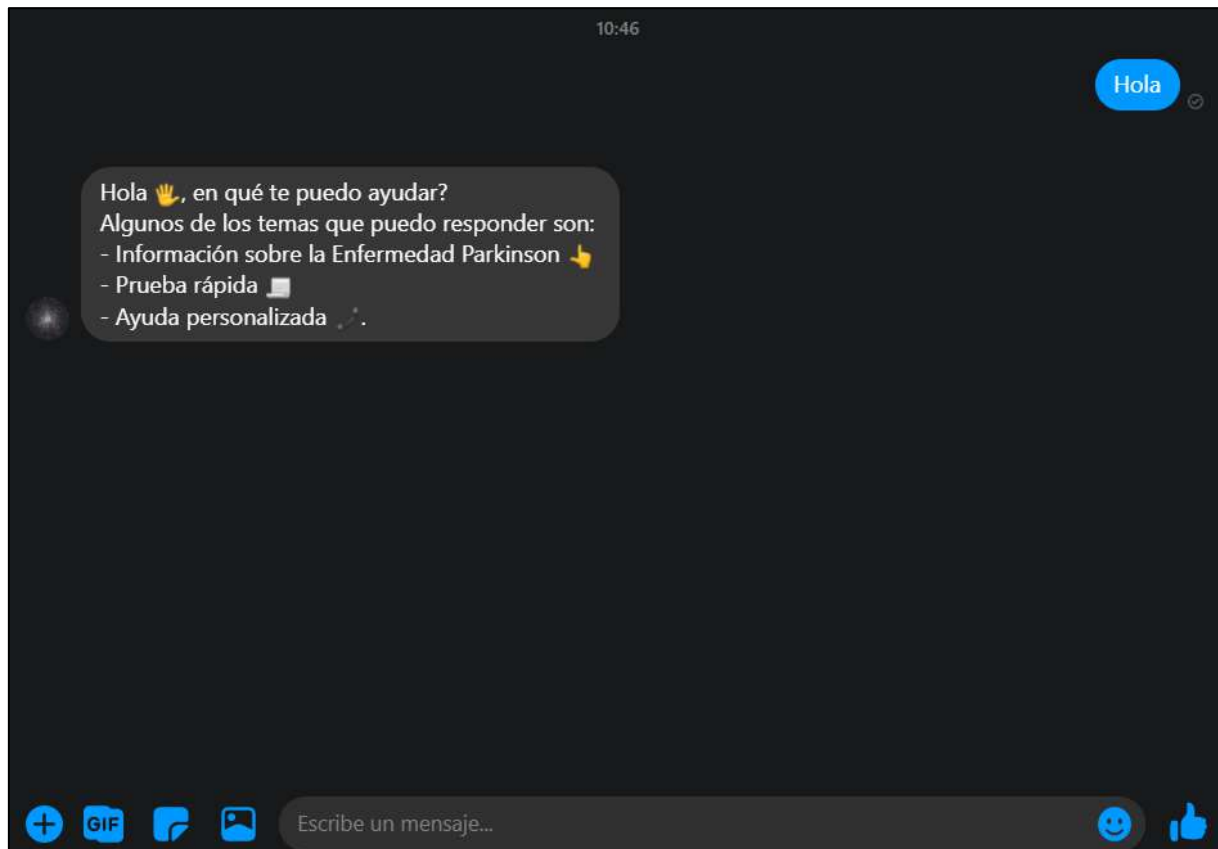 10:46
Hola
Hola 🖐, en qué te puedo ayudar?
Algunos de los temas que puedo responder son:
- Información sobre la Enfermedad Parkinson 👆
- Prueba rápida 📃
- Ayuda personalizada .
GIF
Escribe un mensaje...